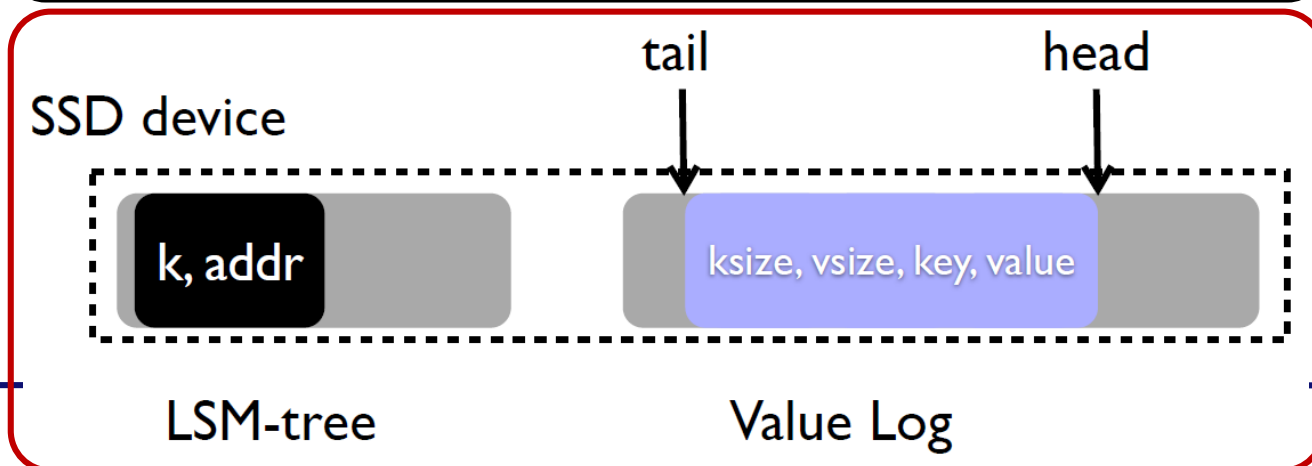 tail head
SSD device
k, addr ksize, vsize, key, value
LSM-tree Value Log